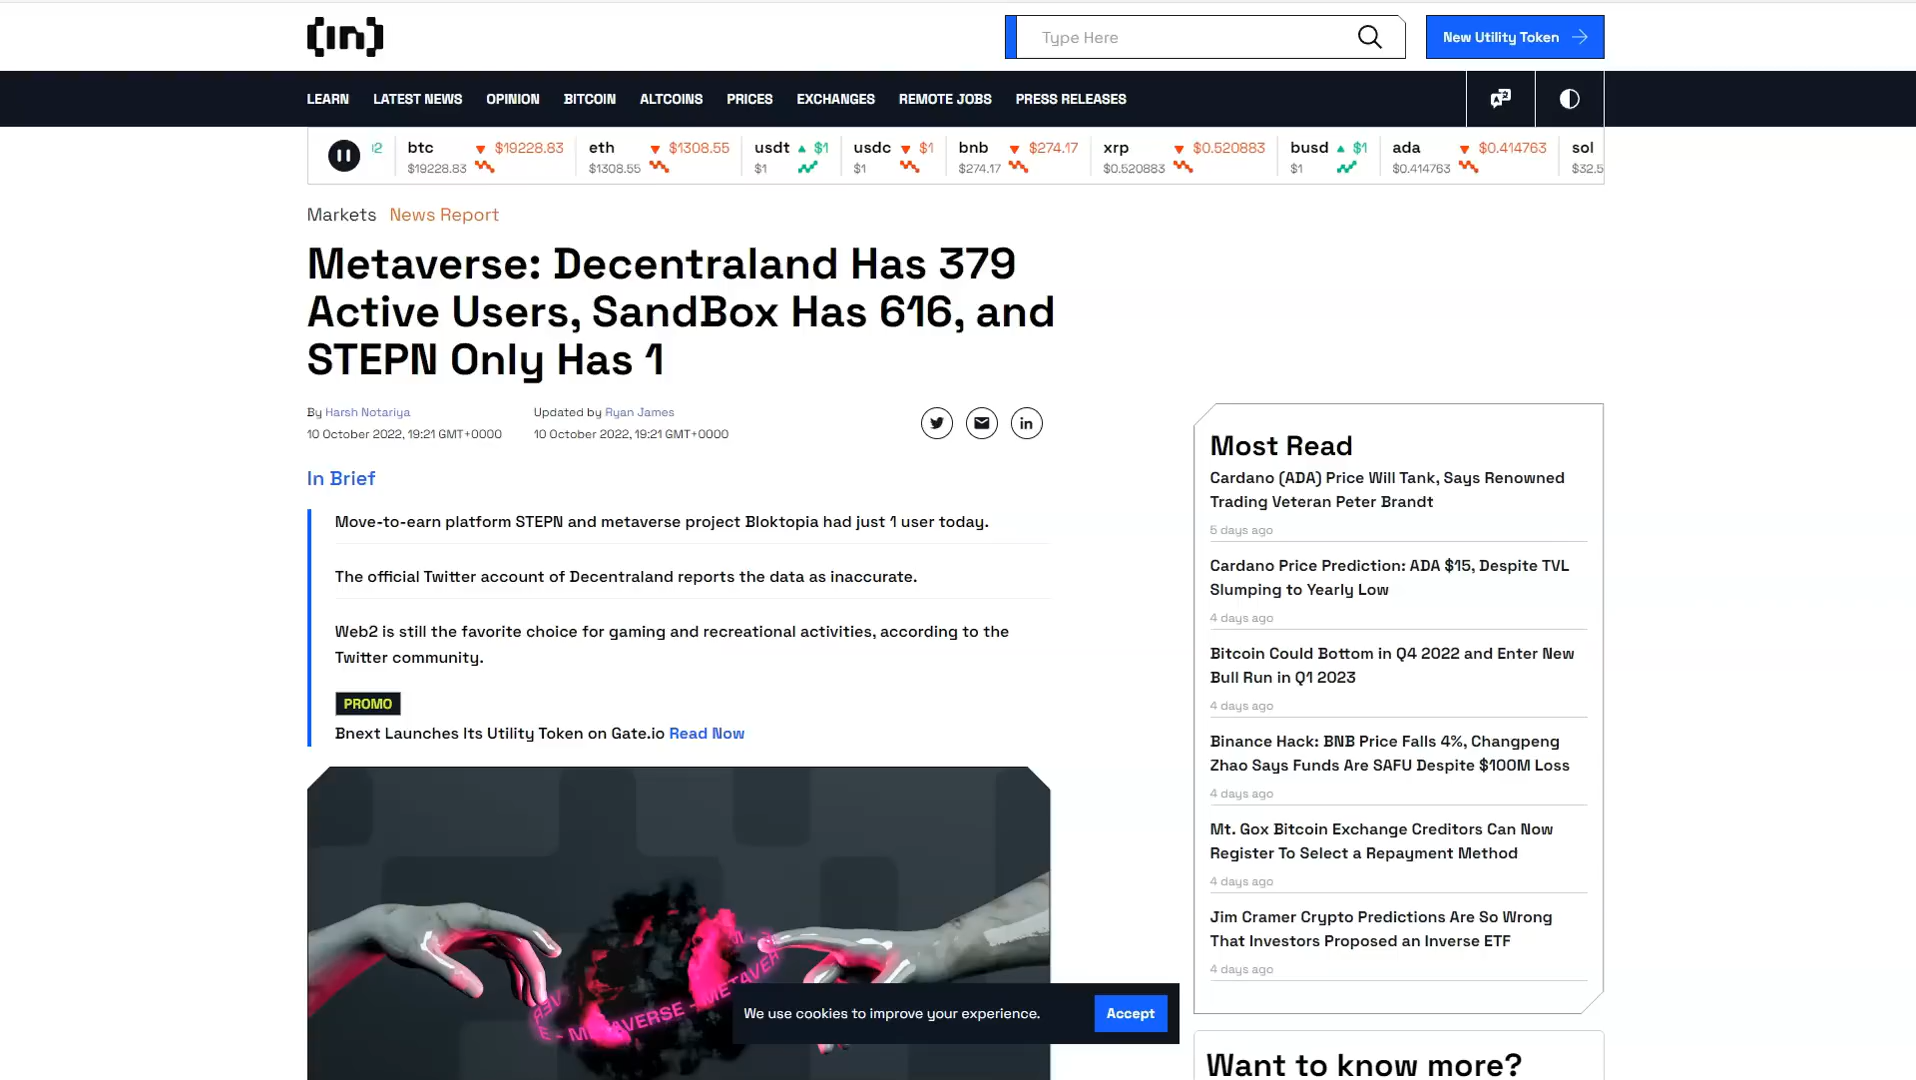 [in]
Type Here
New Utility Token
LEARN LATEST NEWS OPINION BITCOIN ALTCOINS PRICES EXCHANGES REMOTE JOBS PRESS RELEASES
btc $19228.83 eth $1308.55 usdt $1 usdc $1 bnb $274.17 xrp $0.520883 busd $1 ada $0.414763 sol
$19228.83 $1308.55 $1 $1 $274.17 $0.520883 $1 $0.414763 $32.5
Markets News Report
Metaverse: Decentraland Has 379
Active Users, SandBox Has 616, and
STEPN Only Has 1
By Harsh Notariya Updated by Ryan James
10 October 2022, 19:21 GMT+0000 10 October 2022, 19:21 GMT+0000
In Brief
Move-to-earn platform STEPN and metaverse project Bloktopia had just 1 user today.
The official Twitter account of Decentraland reports the data as inaccurate.
Web2 is still the favorite choice for gaming and recreational activities, according to the
Twitter community.
PROMO
Bnext Launches Its Utility Token on Gate.io Read Now
METAVERSE
We use cookies to improve your experience. Accept
Most Read
Cardano (ADA) Price Will Tank, Says Renowned
Trading Veteran Peter Brandt
5 days ago
Cardano Price Prediction: ADA $15, Despite TVL
Slumping to Yearly Low
4 days ago
Bitcoin Could Bottom in Q4 2022 and Enter New
Bull Run in Q1 2023
4 days ago
Binance Hack: BNB Price Falls 4%, Changpeng
Zhao Says Funds Are SAFU Despite $100M Loss
4 days ago
Mt. Gox Bitcoin Exchange Creditors Can Now
Register To Select a Repayment Method
4 days ago
Jim Cramer Crypto Predictions Are So Wrong
That Investors Proposed an Inverse ETF
4 days ago
Want to know more?